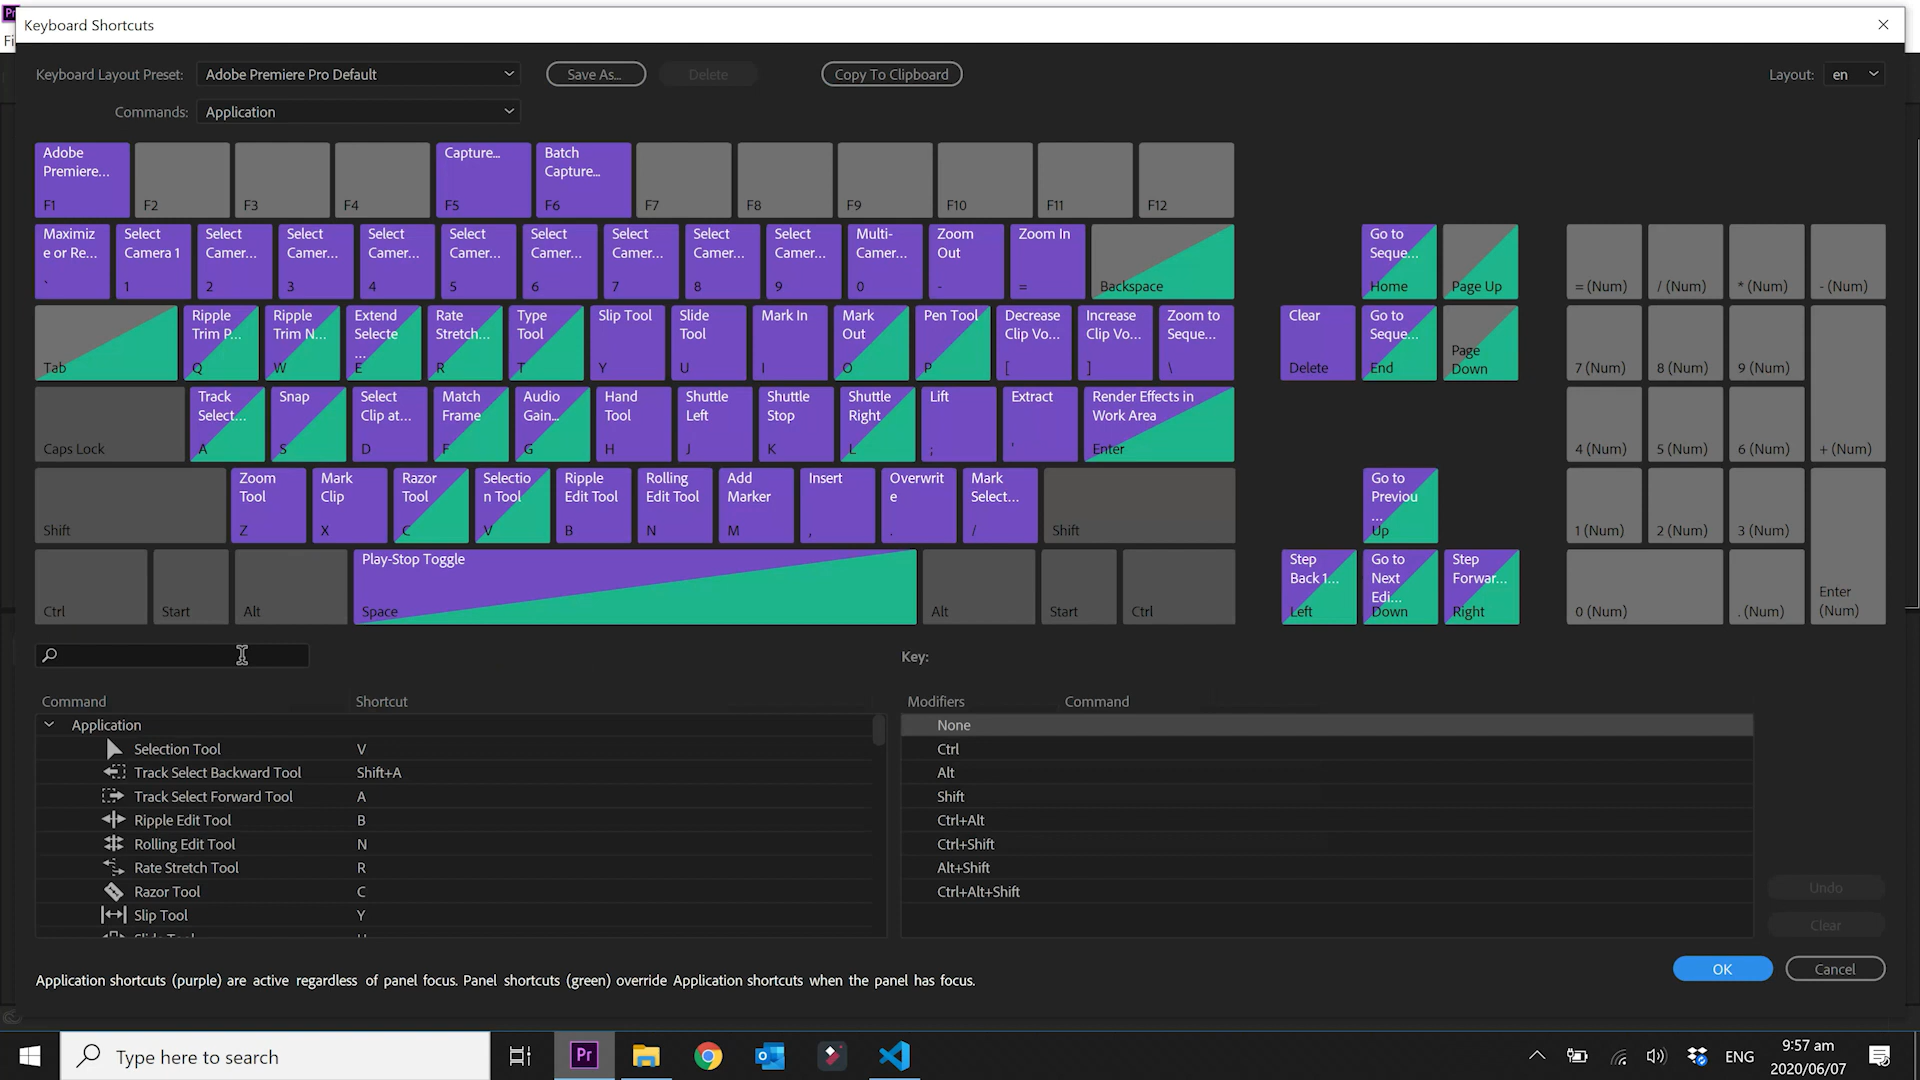 Pr
Keyboard Shortcuts
Fi
Keyboard Layout Preset: Adobe Premiere Pro Default Save As... Delete Copy To Clipboard Layout: en
Commands: Application
Adobe Premiere... F1
F2
F3
F4
Capture... F5
Batch Capture... F6
F7
F8
F9
F10
F11
F12
Maximiz e or Re... `
Select Camera 1 1
Select Camer... 2
Select Camer... 3
Select Camer... 4
Select Camer... 5
Select Camer... 6
Select Camer... 7
Select Camer... 8
Select Camer... 9
Multi- Camer... 0
Zoom Out -
Zoom In =
Backspace
Go to Seque... Home
Page Up
= (Num)
/ (Num)
* (Num)
- (Num)
Tab
Ripple Trim P... Q
Ripple Trim N... W
Extend Selecte ... E
Rate Stretch... R
Type Tool T
Slip Tool Y
Slide Tool U
Mark In I
Mark Out O
Pen Tool P
Decrease Clip Vo... [
Increase Clip Vo... ]
Zoom to Seque... \
Clear Delete
Go to Seque... End
Page Down
7 (Num)
8 (Num)
9 (Num)
+ (Num)
Caps Lock
Track Select... A
Snap S
Select Clip at... D
Match Frame F
Audio Gain... G
Hand Tool H
Shuttle Left J
Shuttle Stop K
Shuttle Right L
Lift ;
Extract '
Render Effects in Work Area Enter
4 (Num)
5 (Num)
6 (Num)
Shift
Zoom Tool Z
Mark Clip X
Razor Tool C
Selectio n Tool V
Ripple Edit Tool B
Rolling Edit Tool N
Add Marker M
Insert ,
Overwrit e .
Mark Select... /
Shift
Go to Previou ... Up
1 (Num)
2 (Num)
3 (Num)
Enter (Num)
Ctrl
Start
Alt
Play-Stop Toggle Space
Alt
Start
Ctrl
Step Back 1... Left
Go to Next Edi... Down
Step Forwar... Right
0 (Num)
. (Num)
Key:
Command Shortcut
Application
Selection Tool V
Track Select Backward Tool Shift+A
Track Select Forward Tool A
Ripple Edit Tool B
Rolling Edit Tool N
Rate Stretch Tool R
Razor Tool C
Slip Tool Y
Modifiers Command
None
Ctrl
Alt
Shift
Ctrl+Alt
Ctrl+Shift
Alt+Shift
Ctrl+Alt+Shift
Undo
Clear
OK
Cancel
Application shortcuts (purple) are active regardless of panel focus. Panel shortcuts (green) override Application shortcuts when the panel has focus.
Type here to search
Pr
ENG
9:57 am
2020/06/07